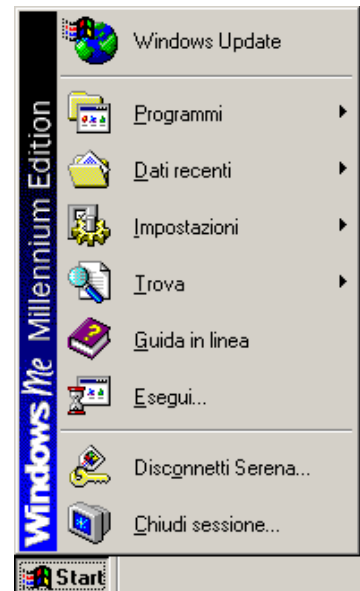 Windows Update
Programmi
Dati recenti
Impostazioni
Trova
Guida in linea
Esegui...
Disconnetti Serena...
Chiudi sessione...
Windows Me Millennium Edition
Start